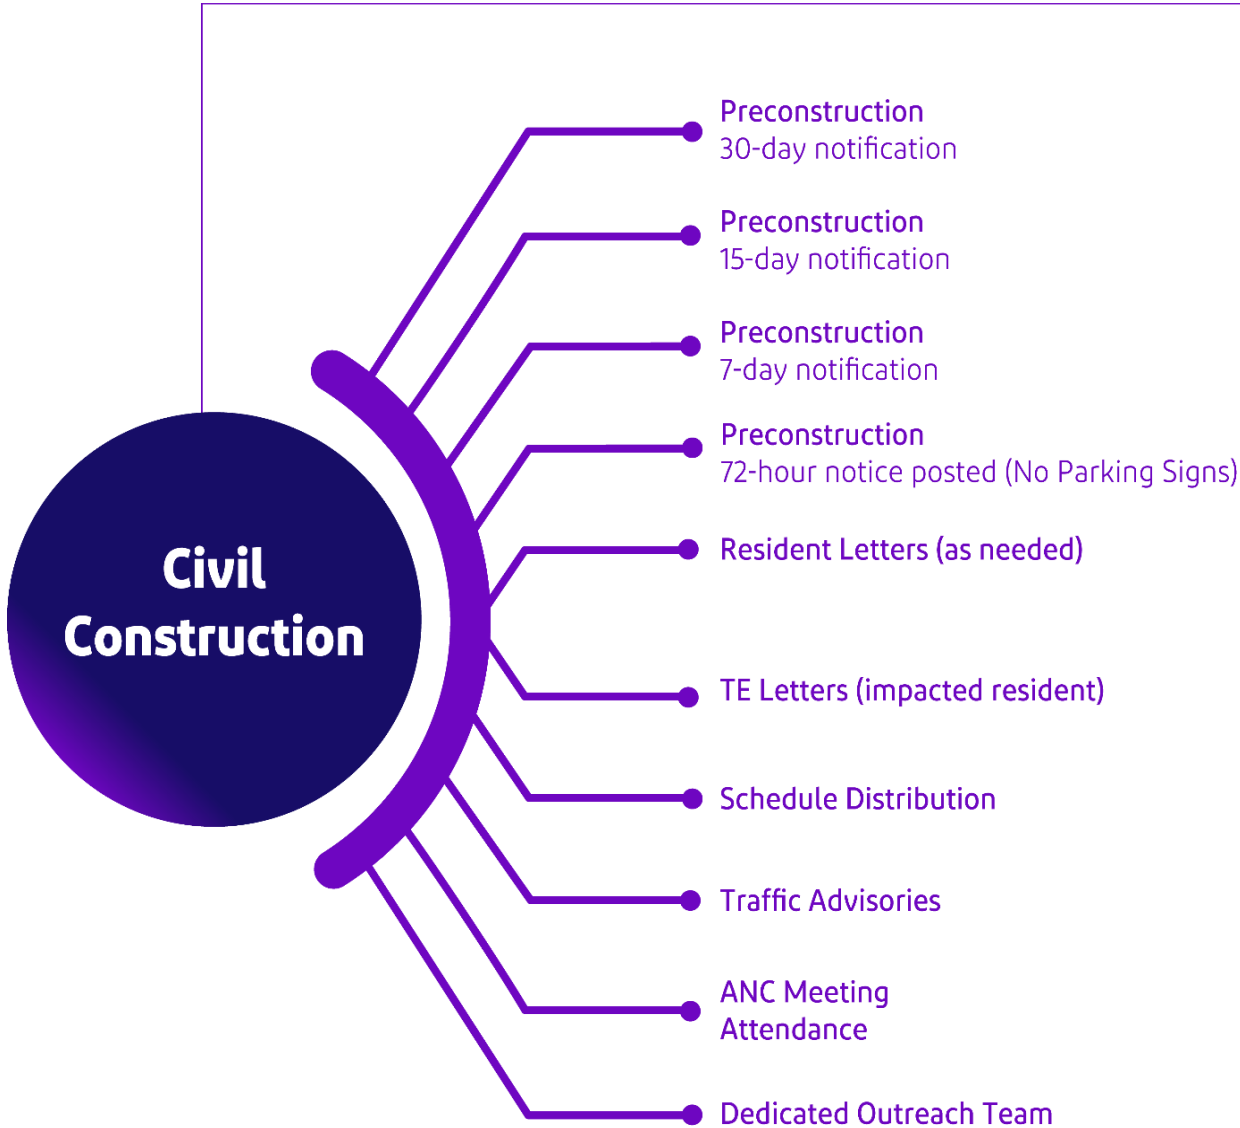 Civil
Construction
Preconstruction
30-day notification
Preconstruction
15-day notification
Preconstruction
7-day notification
Preconstruction
72-hour notice posted (No Parking Signs)
Resident Letters (as needed)
TE Letters (impacted resident)
Schedule Distribution
Traffic Advisories
ANC Meeting
Attendance
Dedicated Outreach Team